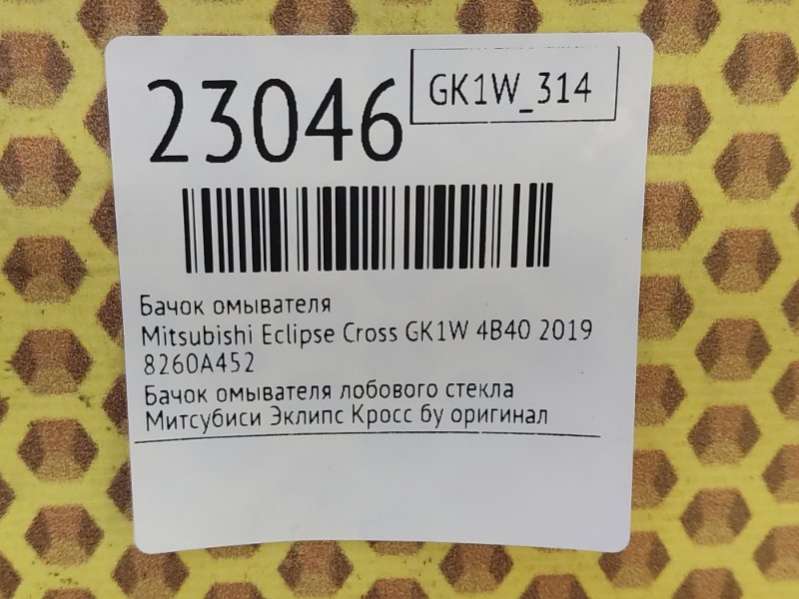 23046
GK1W_314
Бачок омывателя
Mitsubishi Eclipse Cross GK1W 4B40 2019
8260A452
Бачок омывателя лобового стекла
Митсубиси Эклипс Кросс бу оригинал